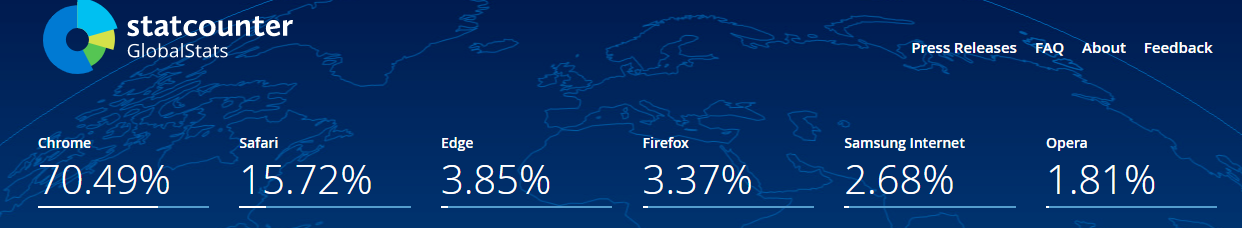 statcounter
GlobalStats
Press Releases FAQ About Feedback
Chrome Safari Edge Firefox Samsung Internet Opera
70.49% 15.72% 3.85% 3.37% 2.68% 1.81%